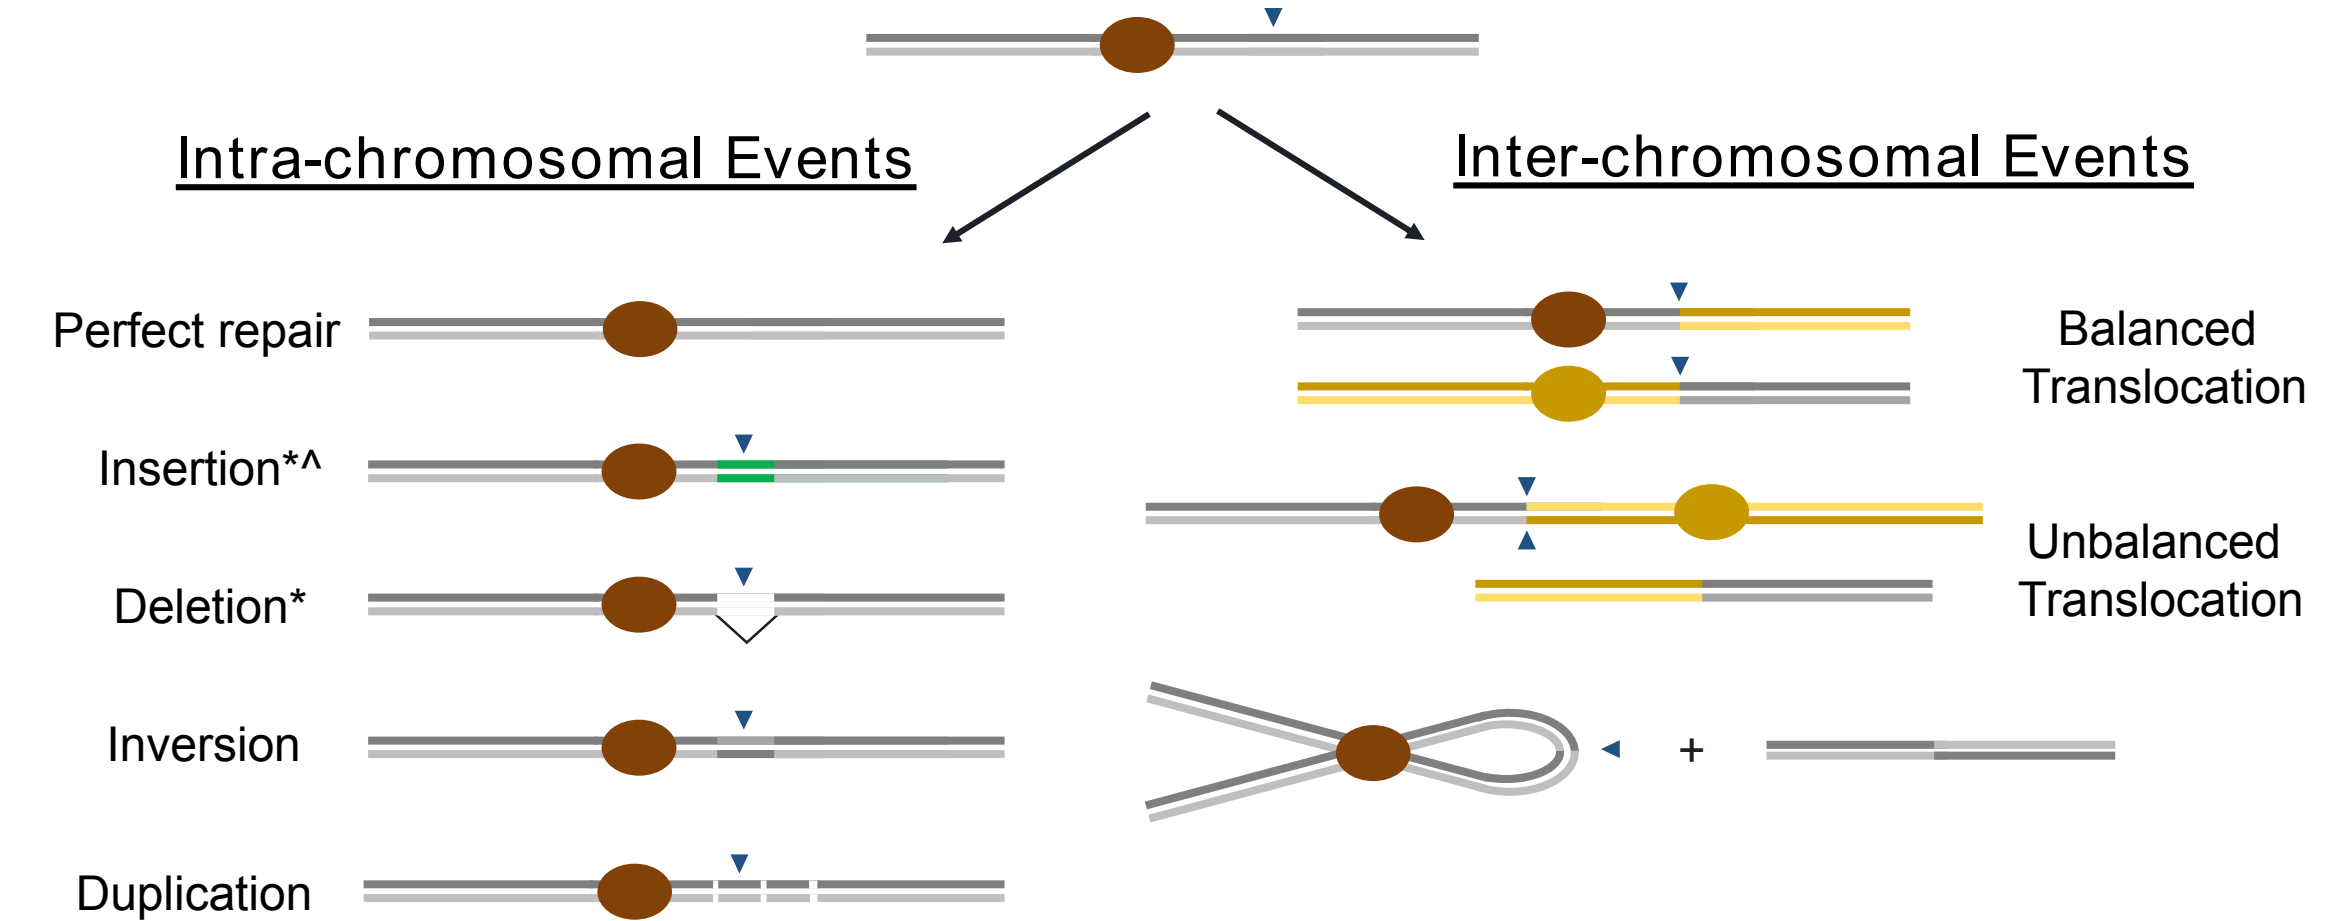 Intra-chromosomal Events
Perfect repair
Insertion*^
Deletion*
Inversion
Duplication
Inter-chromosomal Events
Balanced
Translocation
Unbalanced
Translocation
+